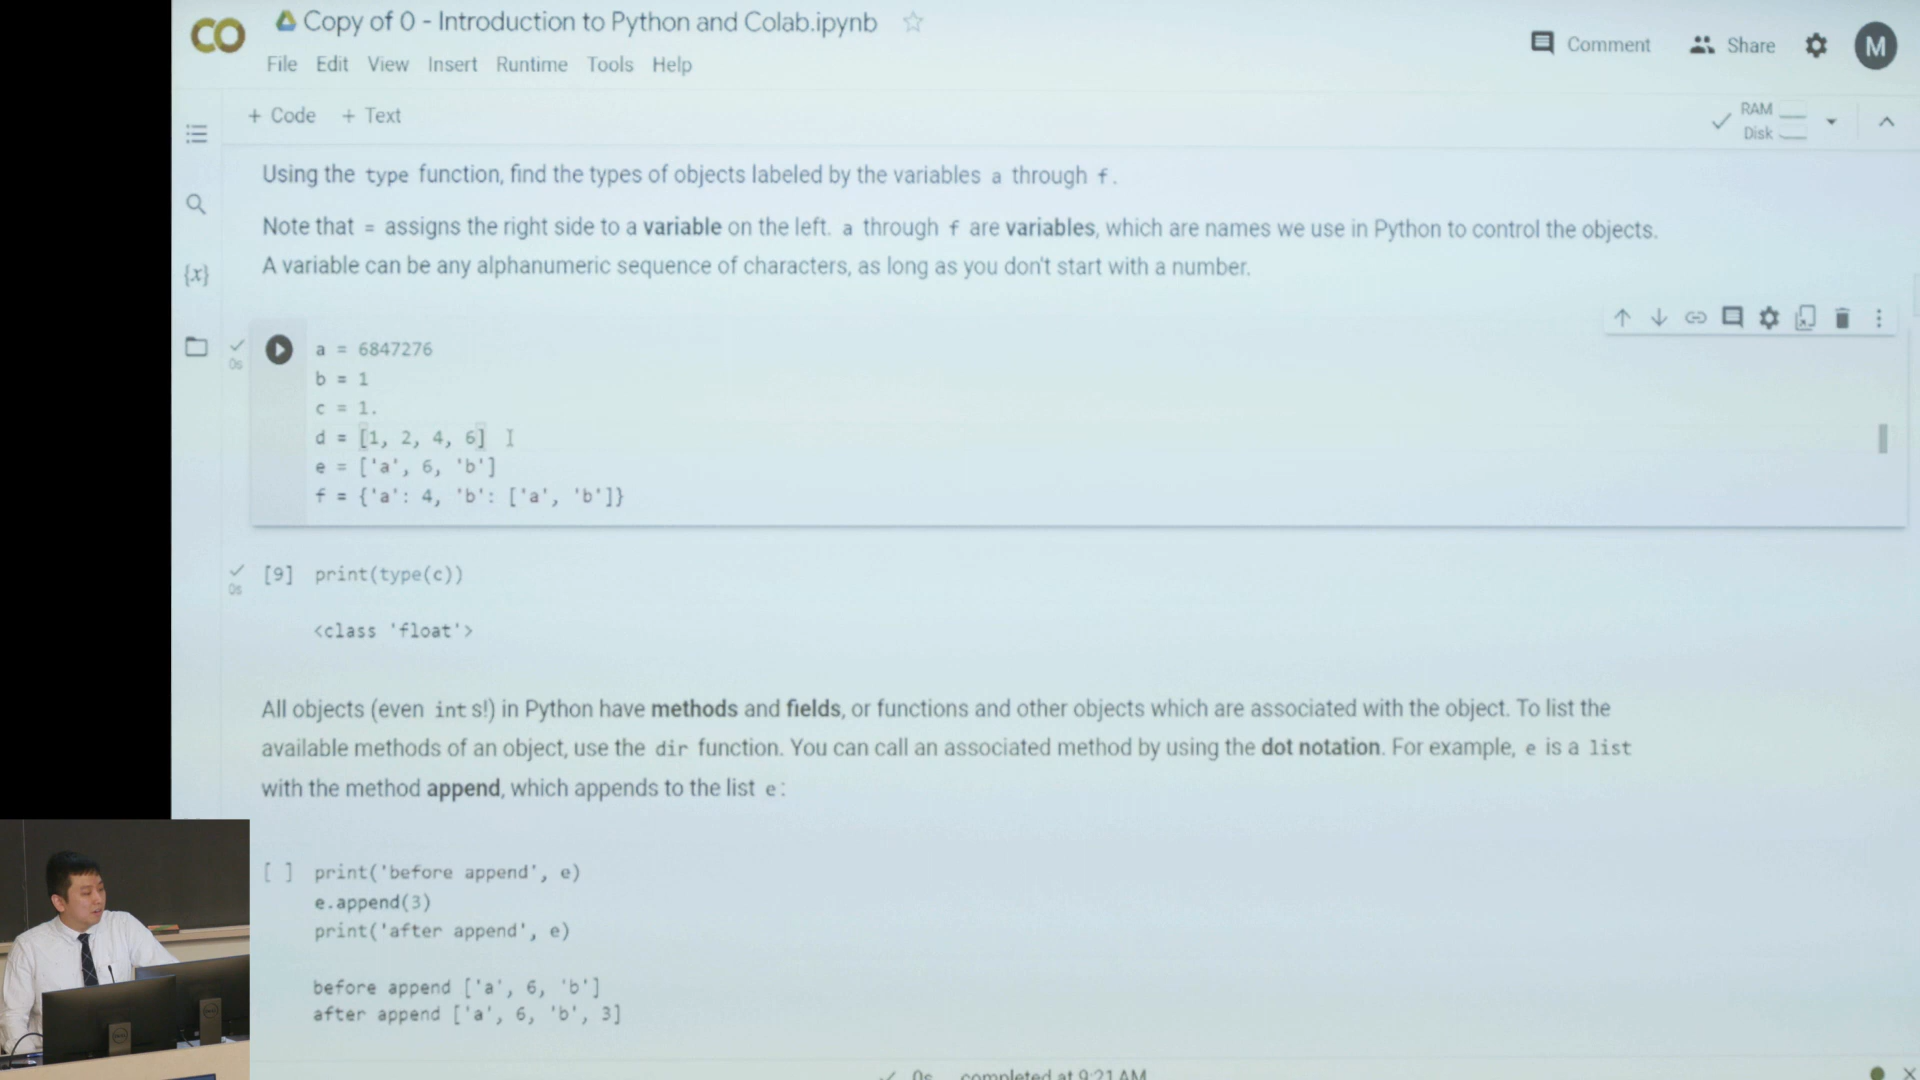 CO
Copy of 0 - Introduction to Python and Colab.ipynb
File Edit View Insert Runtime Tools Help
Comment
Share
M
+ Code + Text
RAM
Disk
Using the type function, find the types of objects labeled by the variables a through f.
Note that = assigns the right side to a variable on the left. a through f are variables, which are names we use in Python to control the objects.
A variable can be any alphanumeric sequence of characters, as long as you don't start with a number.
{x}
0s
a = 6847276
b = 1
c = 1.
d = [1, 2, 4, 6]
e = ['a', 6, 'b']
f = {'a': 4, 'b': ['a', 'b']}
0s
[9] print(type(c))
<class 'float'>
All objects (even ints!) in Python have methods and fields, or functions and other objects which are associated with the object. To list the
available methods of an object, use the dir function. You can call an associated method by using the dot notation. For example, e is a list
with the method append, which appends to the list e:
[ ] print('before append', e)
e.append(3)
print('after append', e)
before append ['a', 6, 'b']
after append ['a', 6, 'b', 3]
0s completed at 9:21 AM